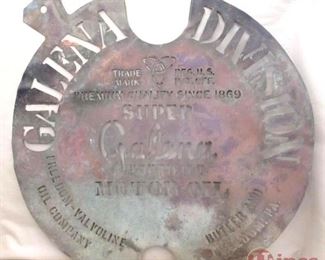 GALENA DIVISION
TRADE MARK REG. U.S. PAT. OFF.
PREMIUM QUALITY SINCE 1869
SUPER
Galena
MOTOR OIL
FREEDOM-VALVOLINE
OIL COMPANY
BUTLER AND
PA.